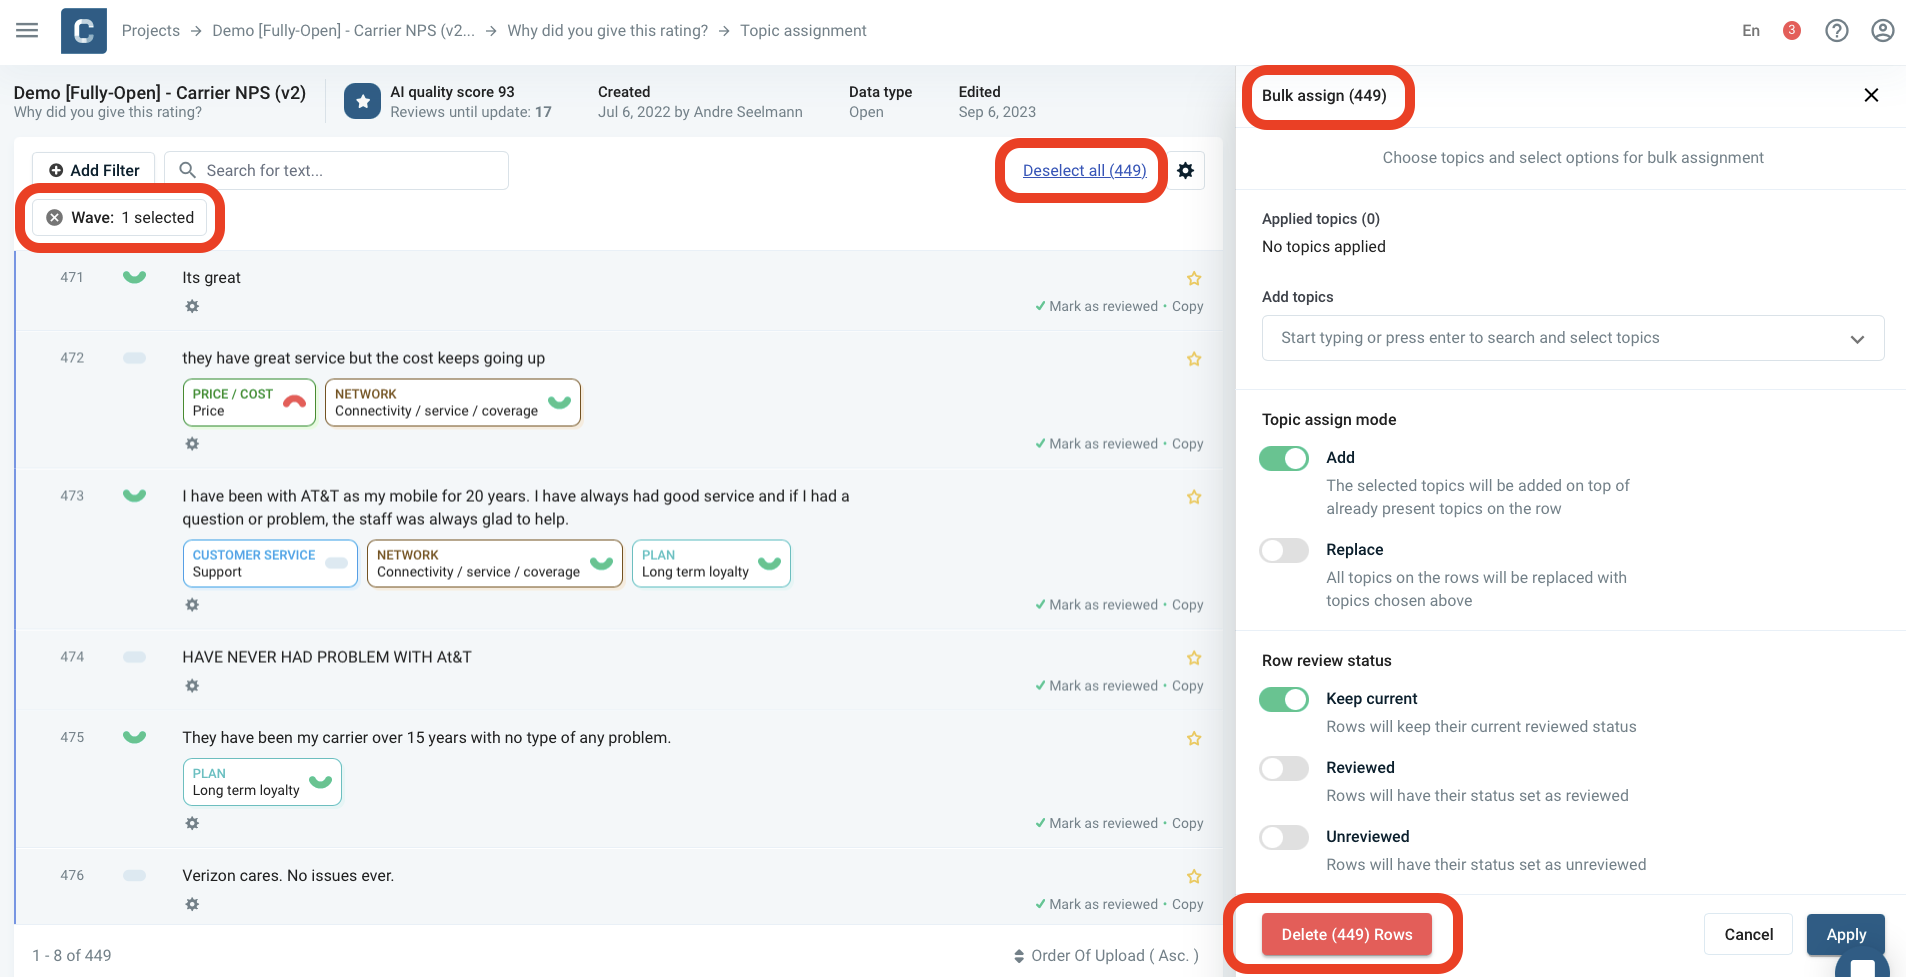 Projects → Demo [Fully-Open] - Carrier NPS (v2... → Why did you give this rating? → Topic assignment
En
3
Demo [Fully-Open] - Carrier NPS (v2)
Why did you give this rating?
AI quality score 93
Reviews until update: 17
Created
Jul 6, 2022 by Andre Seelmann
Data type
Open
Edited
Sep 6, 2023
Add Filter
Search for text...
Deselect all (449)
Wave: 1 selected
471
Its great
Mark as reviewed • Copy
472
they have great service but the cost keeps going up
PRICE / COST
Price
NETWORK
Connectivity / service / coverage
Mark as reviewed • Copy
473
I have been with AT&T as my mobile for 20 years. I have always had good service and if I had a
question or problem, the staff was always glad to help.
CUSTOMER SERVICE
Support
NETWORK
Connectivity / service / coverage
PLAN
Long term loyalty
Mark as reviewed • Copy
474
HAVE NEVER HAD PROBLEM WITH At&T
Mark as reviewed • Copy
475
They have been my carrier over 15 years with no type of any problem.
PLAN
Long term loyalty
Mark as reviewed • Copy
476
Verizon cares. No issues ever.
Mark as reviewed • Copy
1 - 8 of 449
Order Of Upload ( Asc. )
Bulk assign (449)
Choose topics and select options for bulk assignment
Applied topics (0)
No topics applied
Add topics
Start typing or press enter to search and select topics
Topic assign mode
Add
The selected topics will be added on top of
already present topics on the row
Replace
All topics on the rows will be replaced with
topics chosen above
Row review status
Keep current
Rows will keep their current reviewed status
Reviewed
Rows will have their status set as reviewed
Unreviewed
Rows will have their status set as unreviewed
Delete (449) Rows
Cancel
Apply